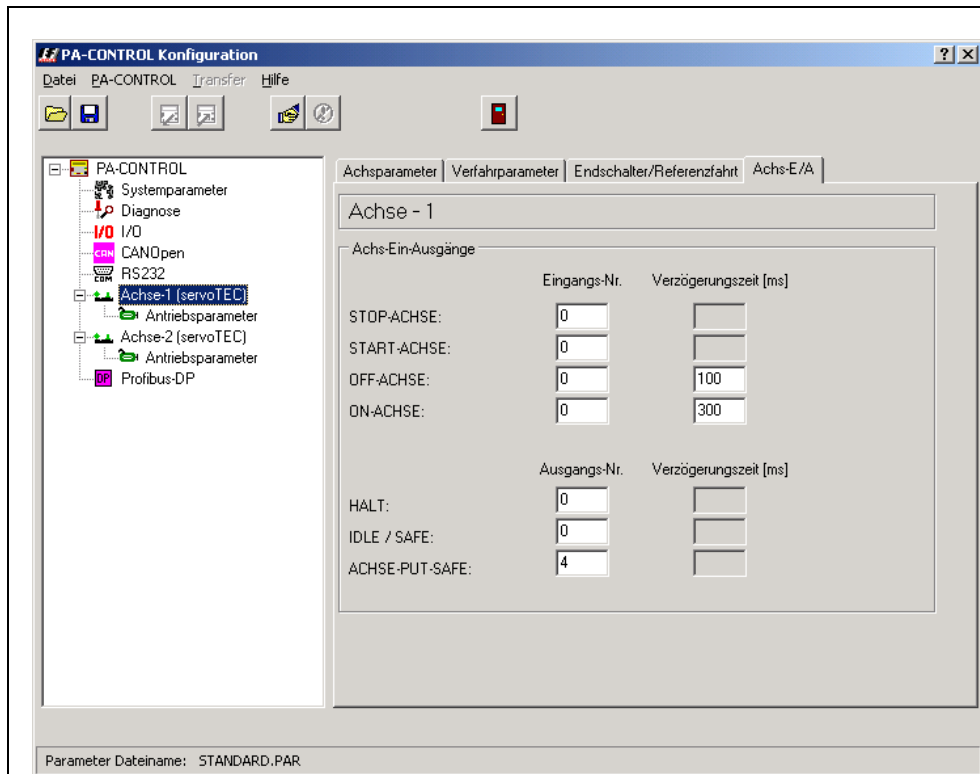 PA-CONTROL Konfiguration
Datei PA-CONTROL Transfer Hilfe
PA-CONTROL
Systemparameter
Diagnose
I/O I/O
CAN CANOpen
COM RS232
Achse-1 (servoTEC)
Antriebsparameter
Achse-2 (servoTEC)
Antriebsparameter
DP Profibus-DP
Achsparameter Verfahrparameter Endschalter/Referenzfahrt Achs-E/A
Achse - 1
Achs-Ein-Ausgänge
Eingangs-Nr. Verzögerungszeit [ms]
STOP-ACHSE: 0
START-ACHSE: 0
OFF-ACHSE: 0 100
ON-ACHSE: 0 300
Ausgangs-Nr. Verzögerungszeit [ms]
HALT: 0
IDLE / SAFE: 0
ACHSE-PUT-SAFE: 4
Parameter Dateiname: STANDARD.PAR